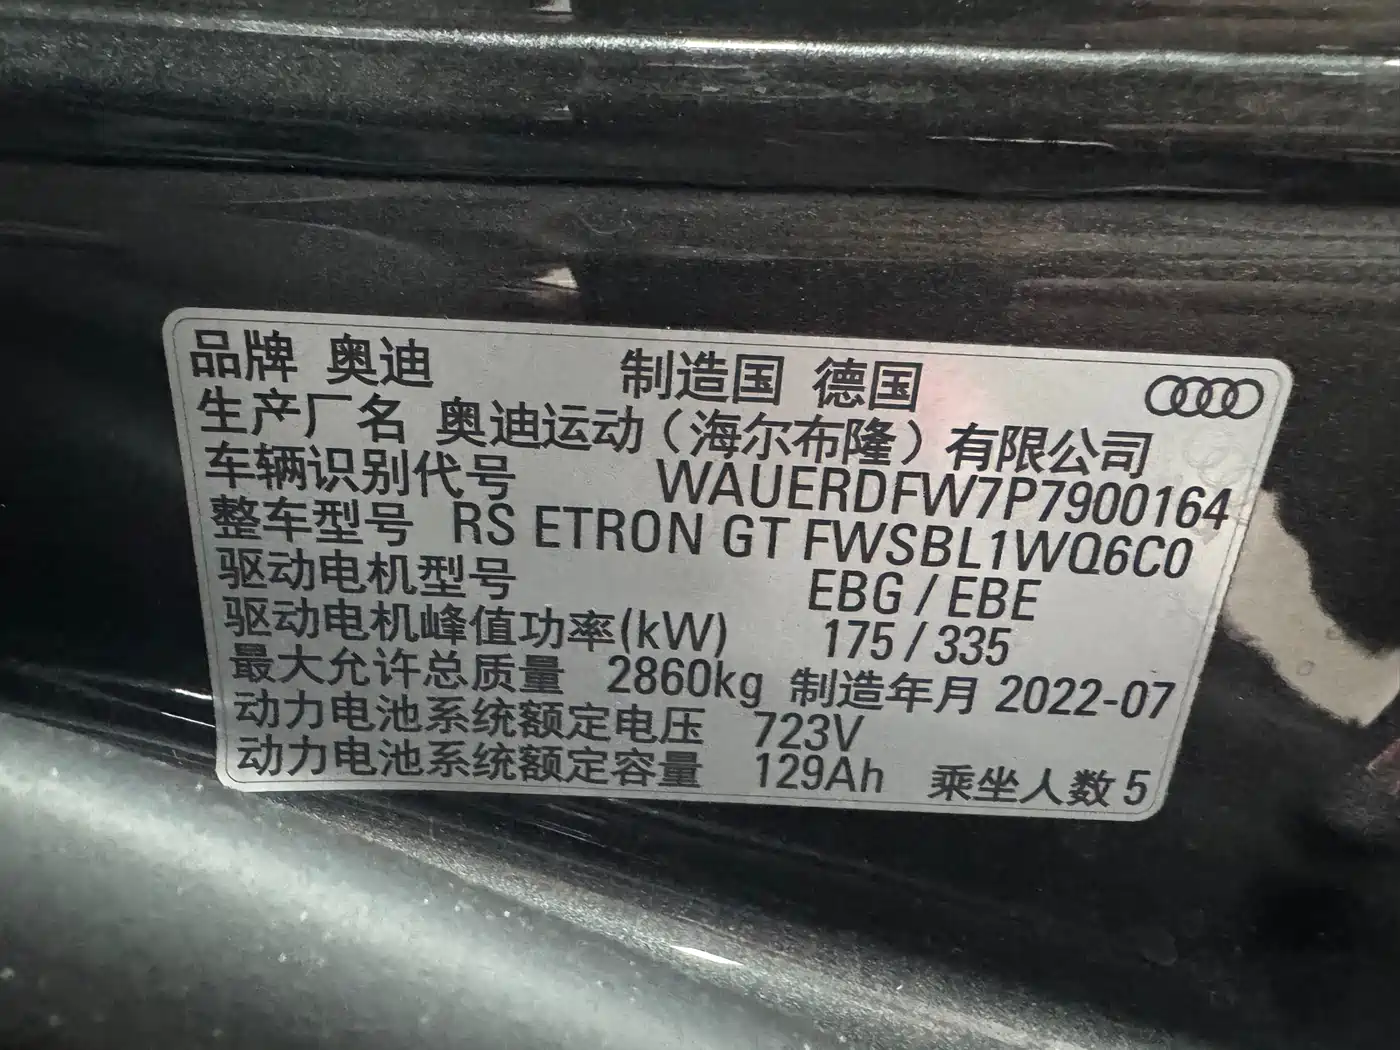 品牌 奥迪 制造国 德国
生产厂名 奥迪运动（海尔布隆）有限公司
车辆识别代号 WAUERDFW7P7900164
整车型号 RS ETRON GT FWSBL1WQ6C0
驱动电机型号 EBG / EBE
驱动电机峰值功率(kW) 175 / 335
最大允许总质量 2860kg 制造年月 2022-07
动力电池系统额定电压 723V
动力电池系统额定容量 129Ah 乘坐人数 5